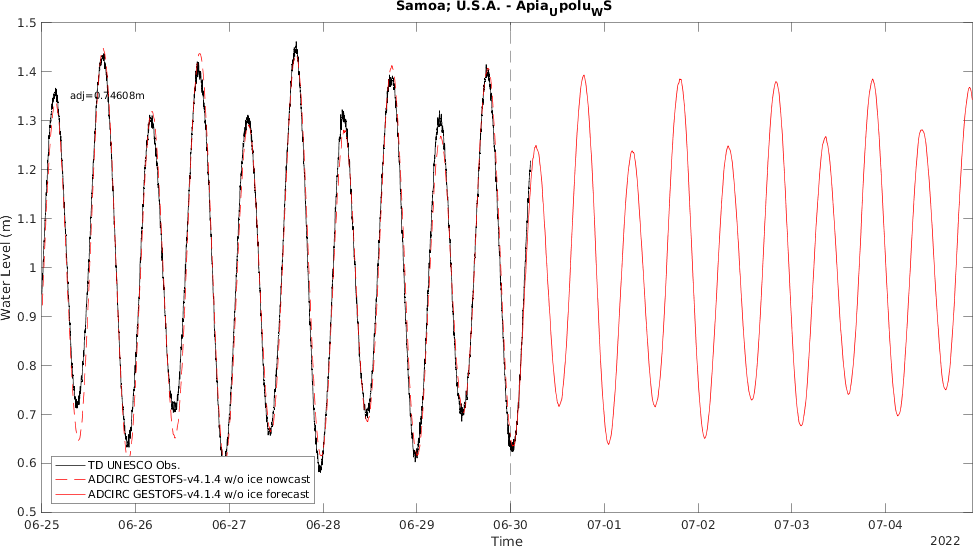 Samoa; U.S.A. - ApiaUpoluWS
1.5
1.4
1.3
1.2
1.1
1
0.9
0.8
0.7
0.6
0.5
Water Level (m)
adj=0.74608m
TD UNESCO Obs.
ADCIRC GESTOFS-v4.1.4 w/o ice nowcast
ADCIRC GESTOFS-v4.1.4 w/o ice forecast
06-25 06-26 06-27 06-28 06-29 06-30 07-01 07-02 07-03 07-04
Time
2022